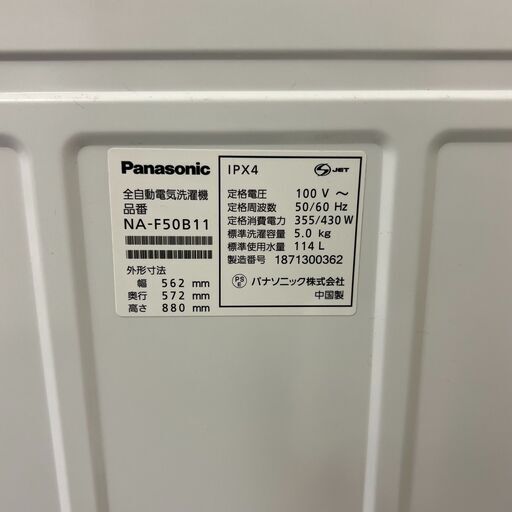 Panasonic
全自動電気洗濯機
品番
NA-F50B11
外形寸法
幅 562 mm
奥行 572 mm
高さ 880 mm
IPX4
S JET
定格電圧 100 V ～
定格周波数 50/60 Hz
定格消費電力 355/430 W
標準洗濯容量 5.0 kg
標準使用水量 114 L
製造番号 1871300362
PS E パナソニック株式会社
中国製